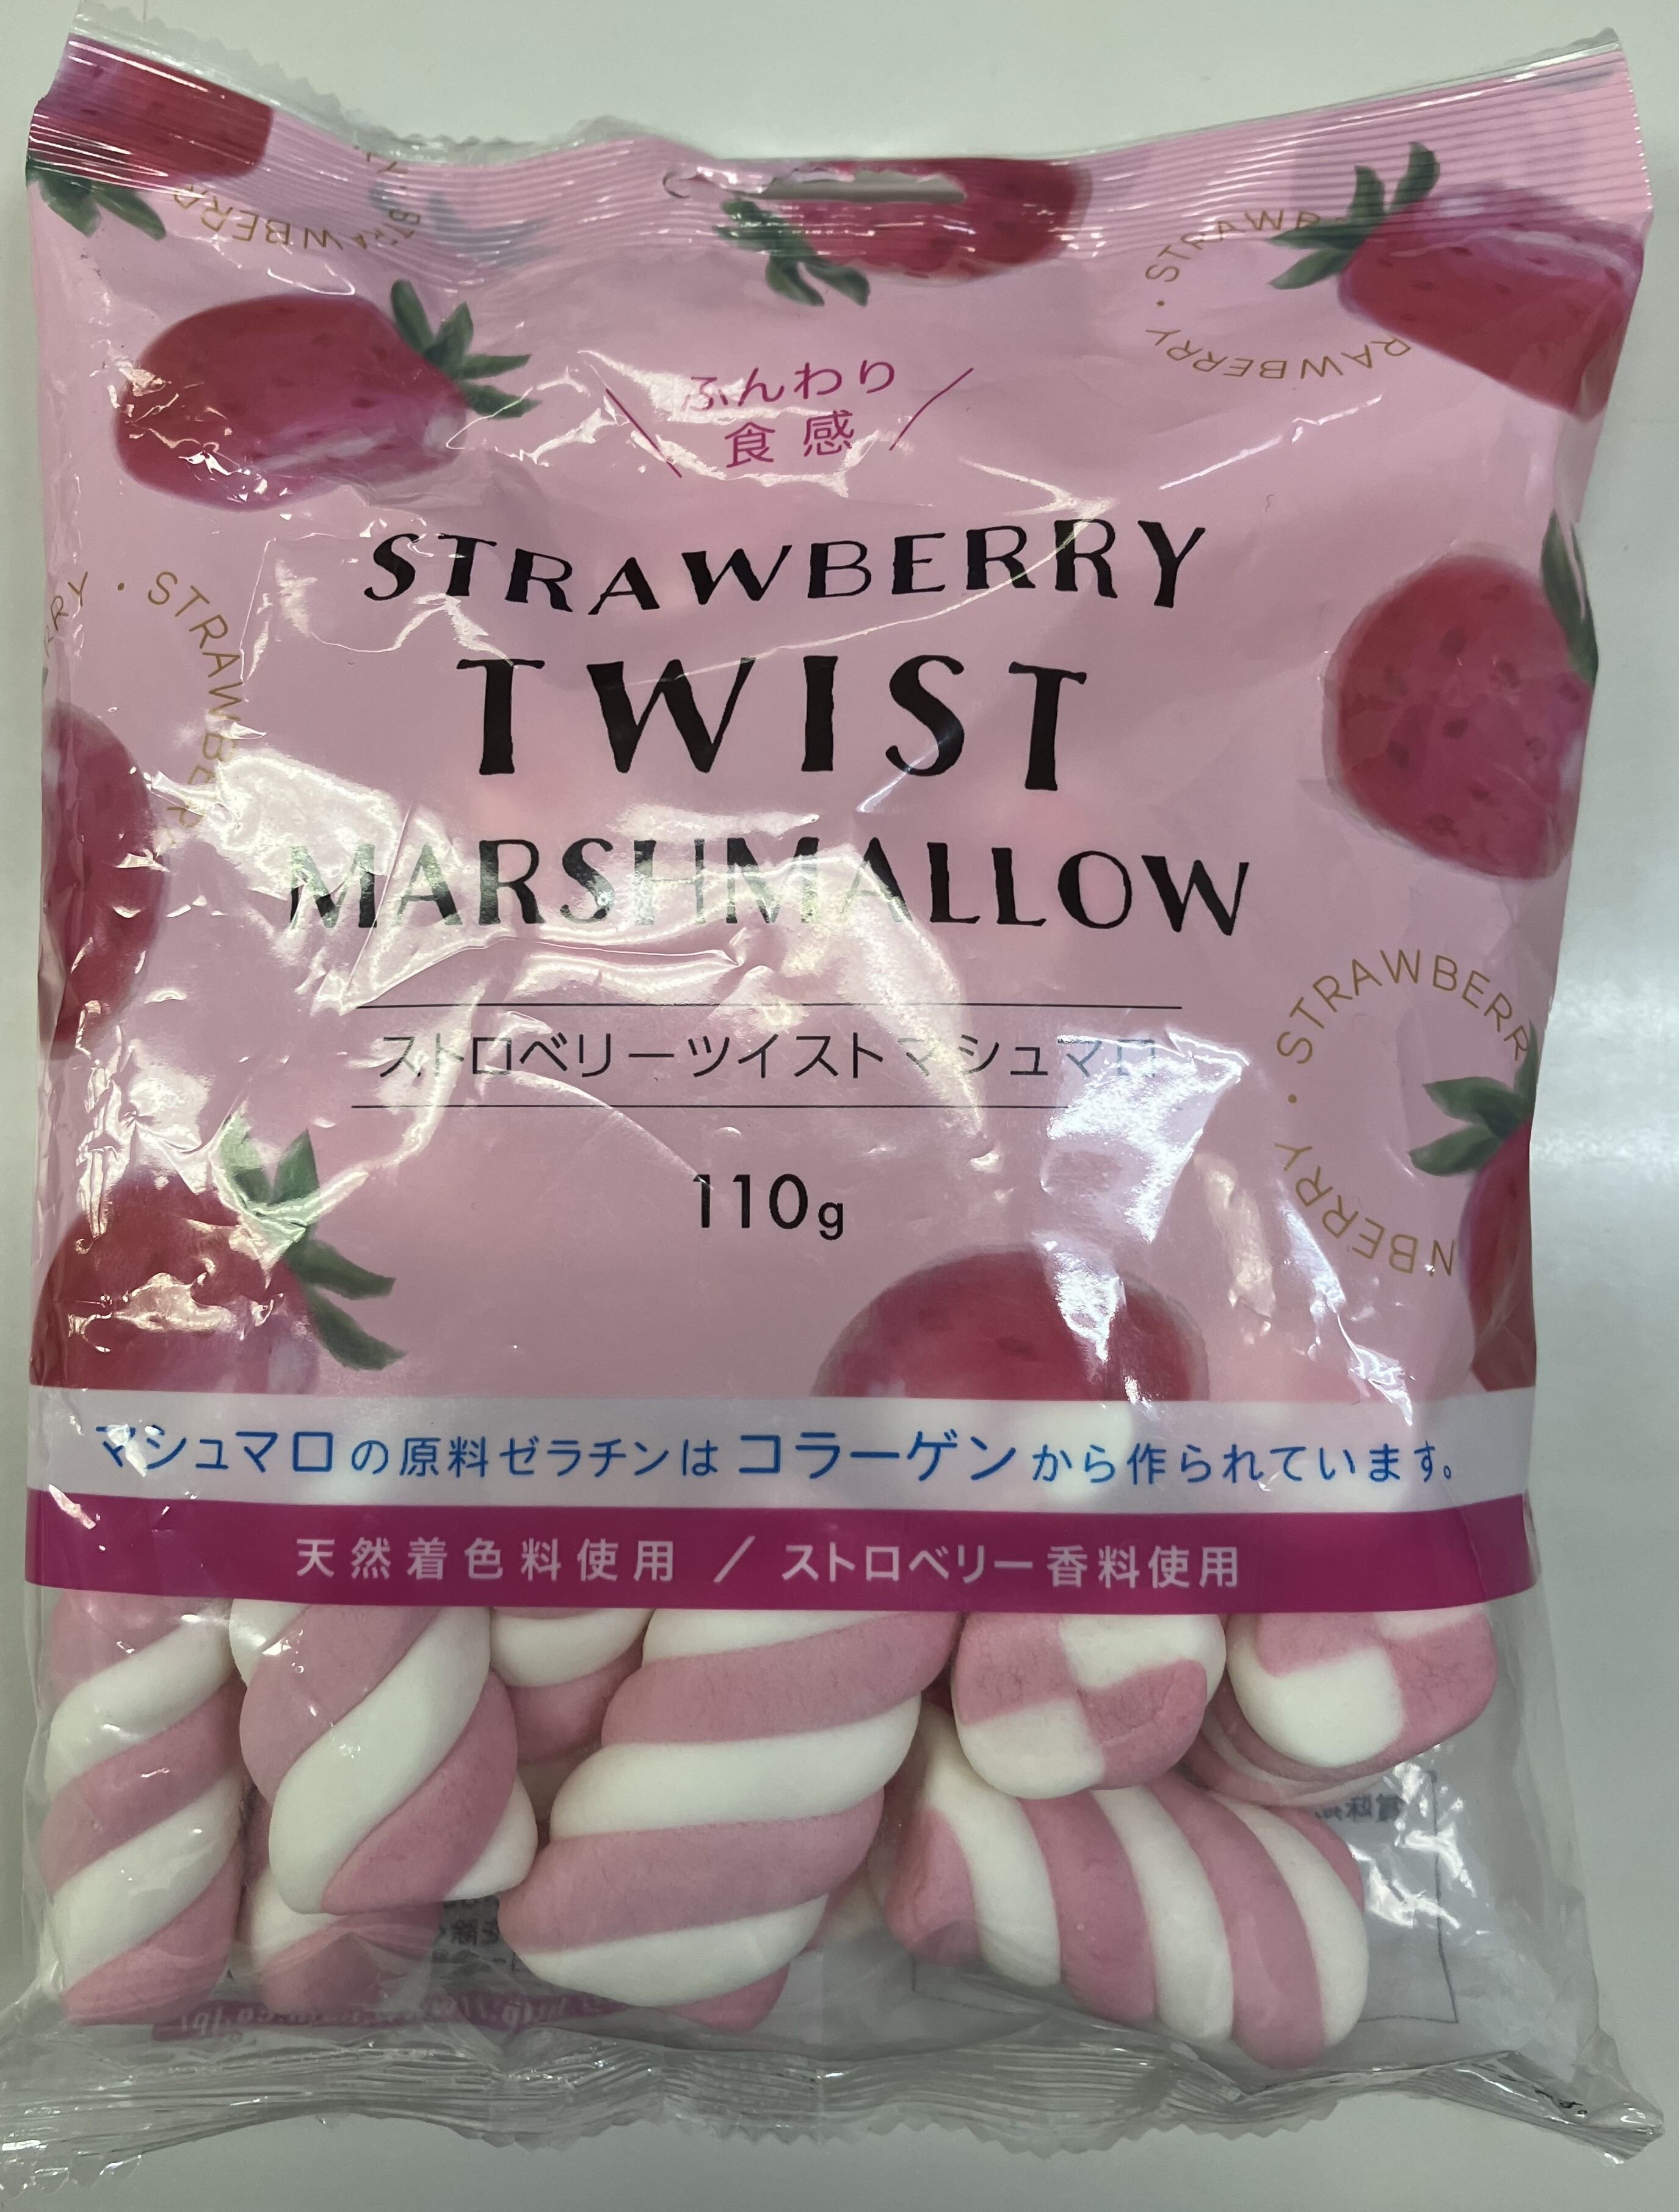 STRAWBERRY
STRAWBERRY
ふんわり
食感
STRAWBERRY
TWIST
MARSHMALLOW
STRAWBERRY
ストロベリーツイストマシュマロ
STRAWBERRY
110g
マシュマロの原料ゼラチンはコラーゲンから作られています。
天然着色料使用 / ストロベリー香料使用